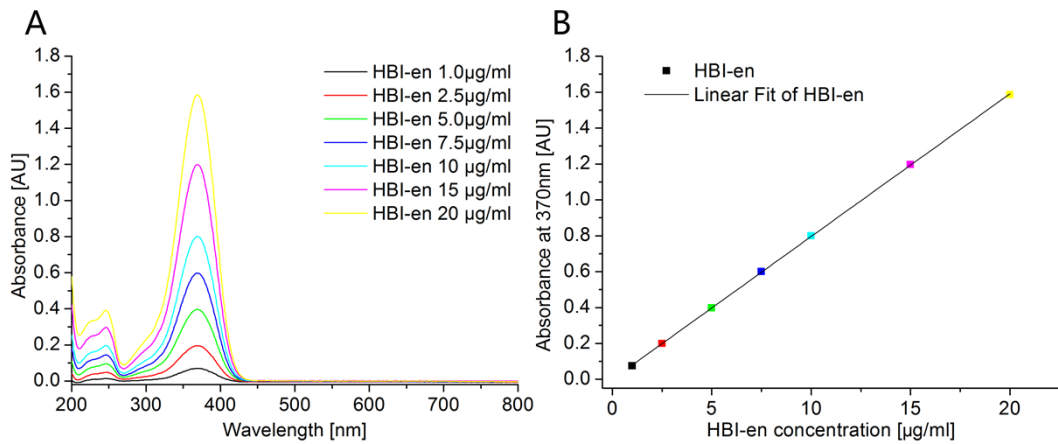 A
1.8
1.6
1.4
1.2
1.0
0.8
0.6
0.4
0.2
0.0
Absorbance [AU]
200 300 400 500 600 700 800
Wavelength [nm]
HBI-en 1.0µg/ml
HBI-en 2.5µg/ml
HBI-en 5.0µg/ml
HBI-en 7.5µg/ml
HBI-en 10 µg/ml
HBI-en 15 µg/ml
HBI-en 20 µg/ml
B
1.8
1.6
1.4
1.2
1.0
0.8
0.6
0.4
0.2
0.0
Absorbance at 370nm [AU]
0 5 10 15 20
HBI-en concentration [µg/ml]
HBI-en
Linear Fit of HBI-en